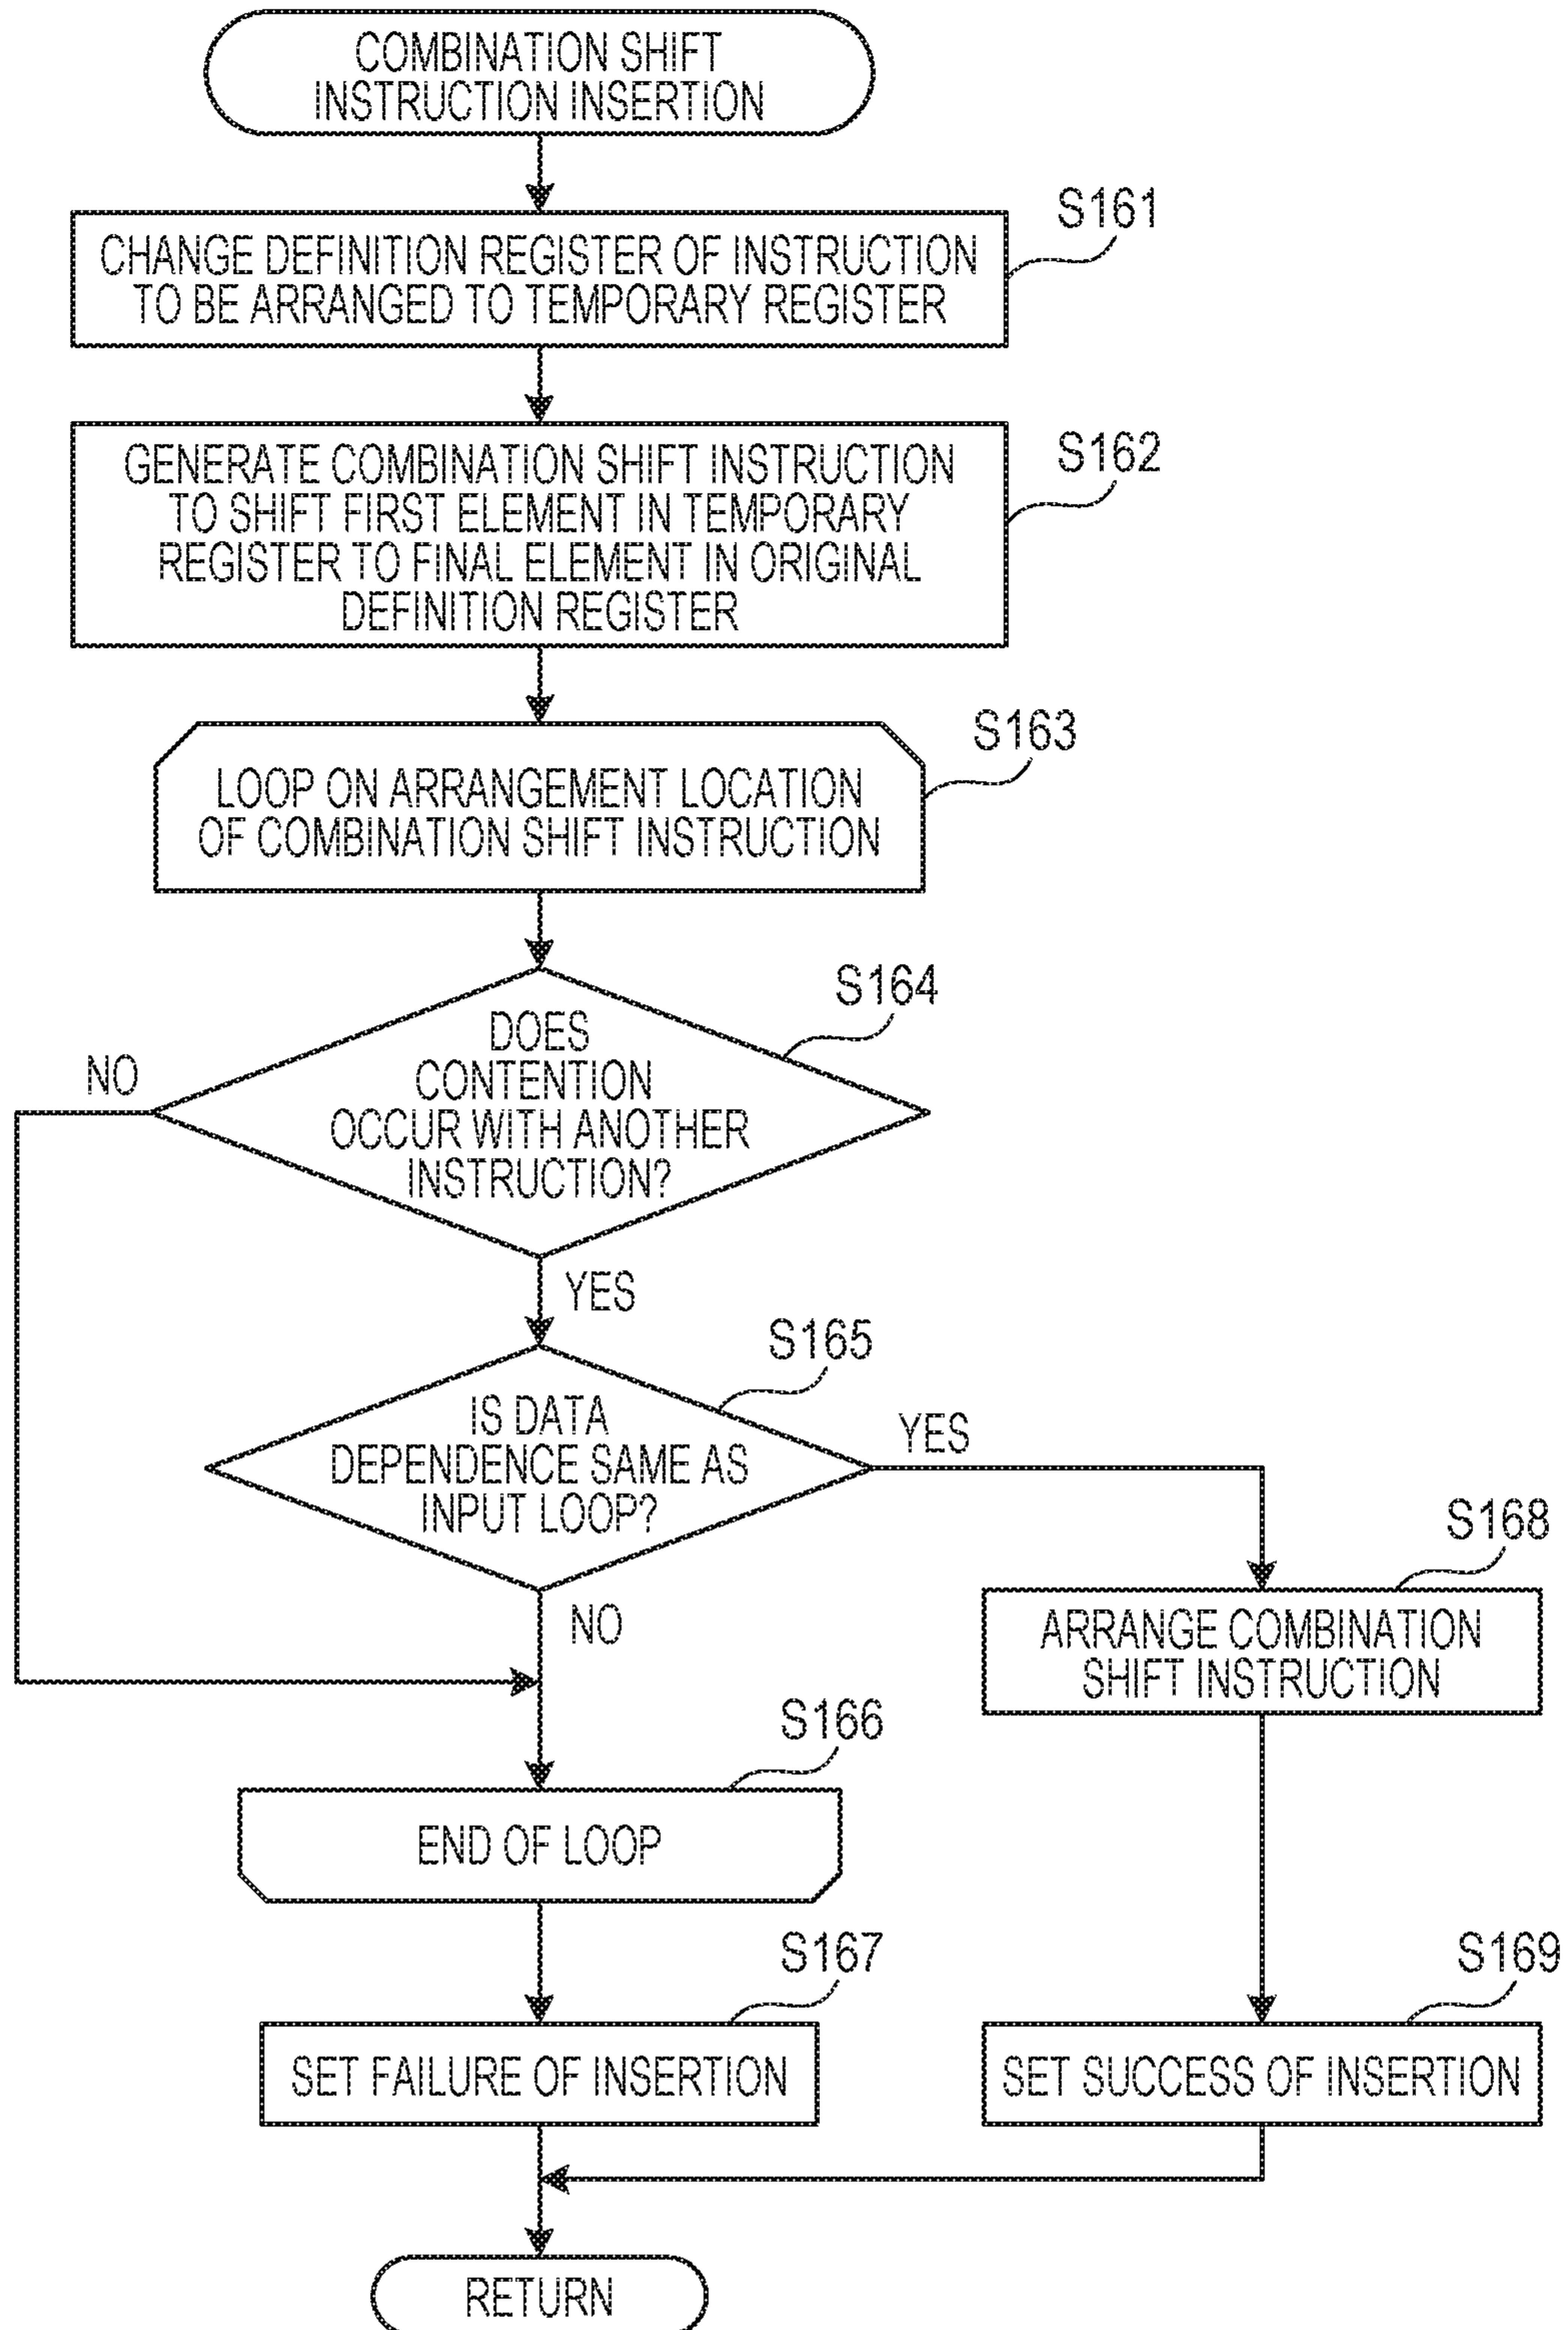 COMBINATION SHIFT
INSTRUCTION INSERTION
S161
CHANGE DEFINITION REGISTER OF INSTRUCTION
TO BE ARRANGED TO TEMPORARY REGISTER
S162
GENERATE COMBINATION SHIFT INSTRUCTION
TO SHIFT FIRST ELEMENT IN TEMPORARY
REGISTER TO FINAL ELEMENT IN ORIGINAL
DEFINITION REGISTER
S163
LOOP ON ARRANGEMENT LOCATION
OF COMBINATION SHIFT INSTRUCTION
S164
DOES
CONTENTION
OCCUR WITH ANOTHER
INSTRUCTION?
NO
YES
S165
IS DATA
DEPENDENCE SAME AS
INPUT LOOP?
YES
NO
S168
ARRANGE COMBINATION
SHIFT INSTRUCTION
S166
END OF LOOP
S167
SET FAILURE OF INSERTION
S169
SET SUCCESS OF INSERTION
RETURN